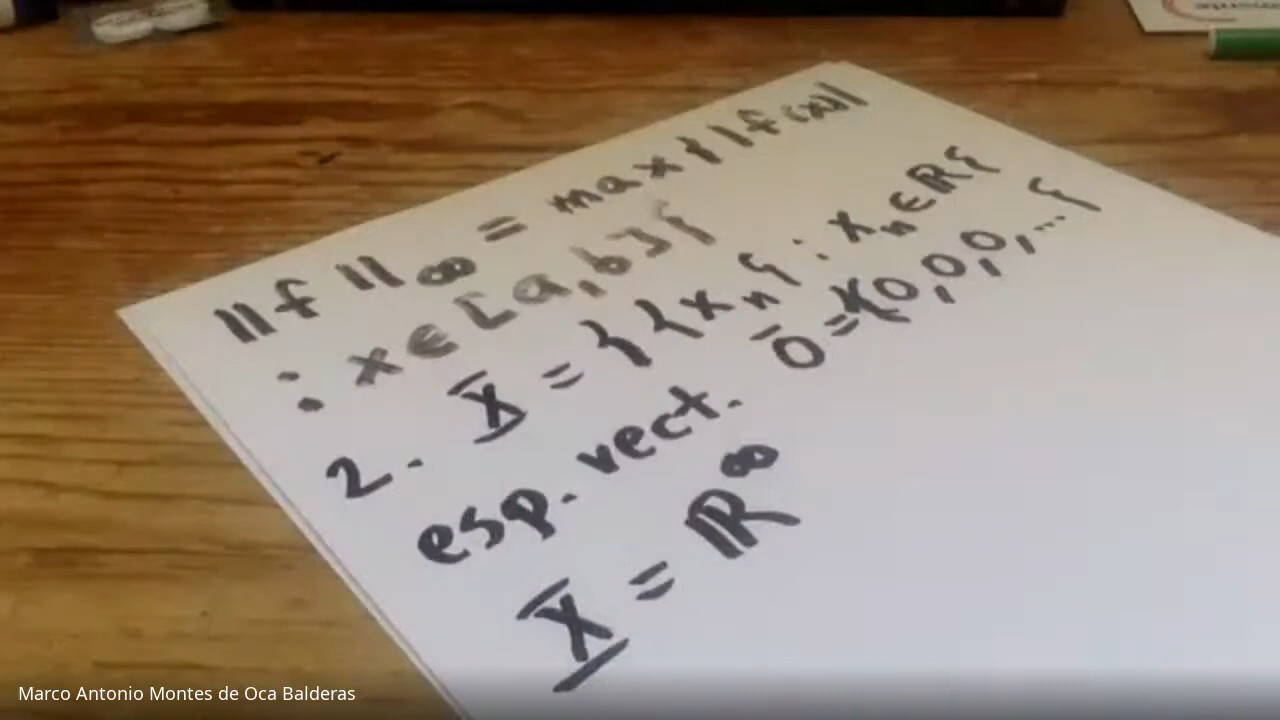 ||f||∞ = max{|f(x)|
: x ∈ [a,b]}
2. X = {{xₙ} : xₙ ∈ ℝ}
esp. vect. 0̄ = {0,0,0,...}
X = ℝ^∞
Marco Antonio Montes de Oca Balderas